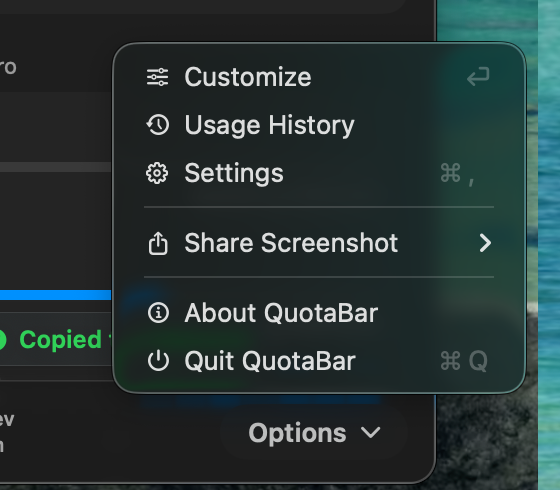 ro
Customize
Usage History
Settings ⌘ ,
Share Screenshot
About QuotaBar
Copied
Quit QuotaBar ⌘ Q
ev
Options